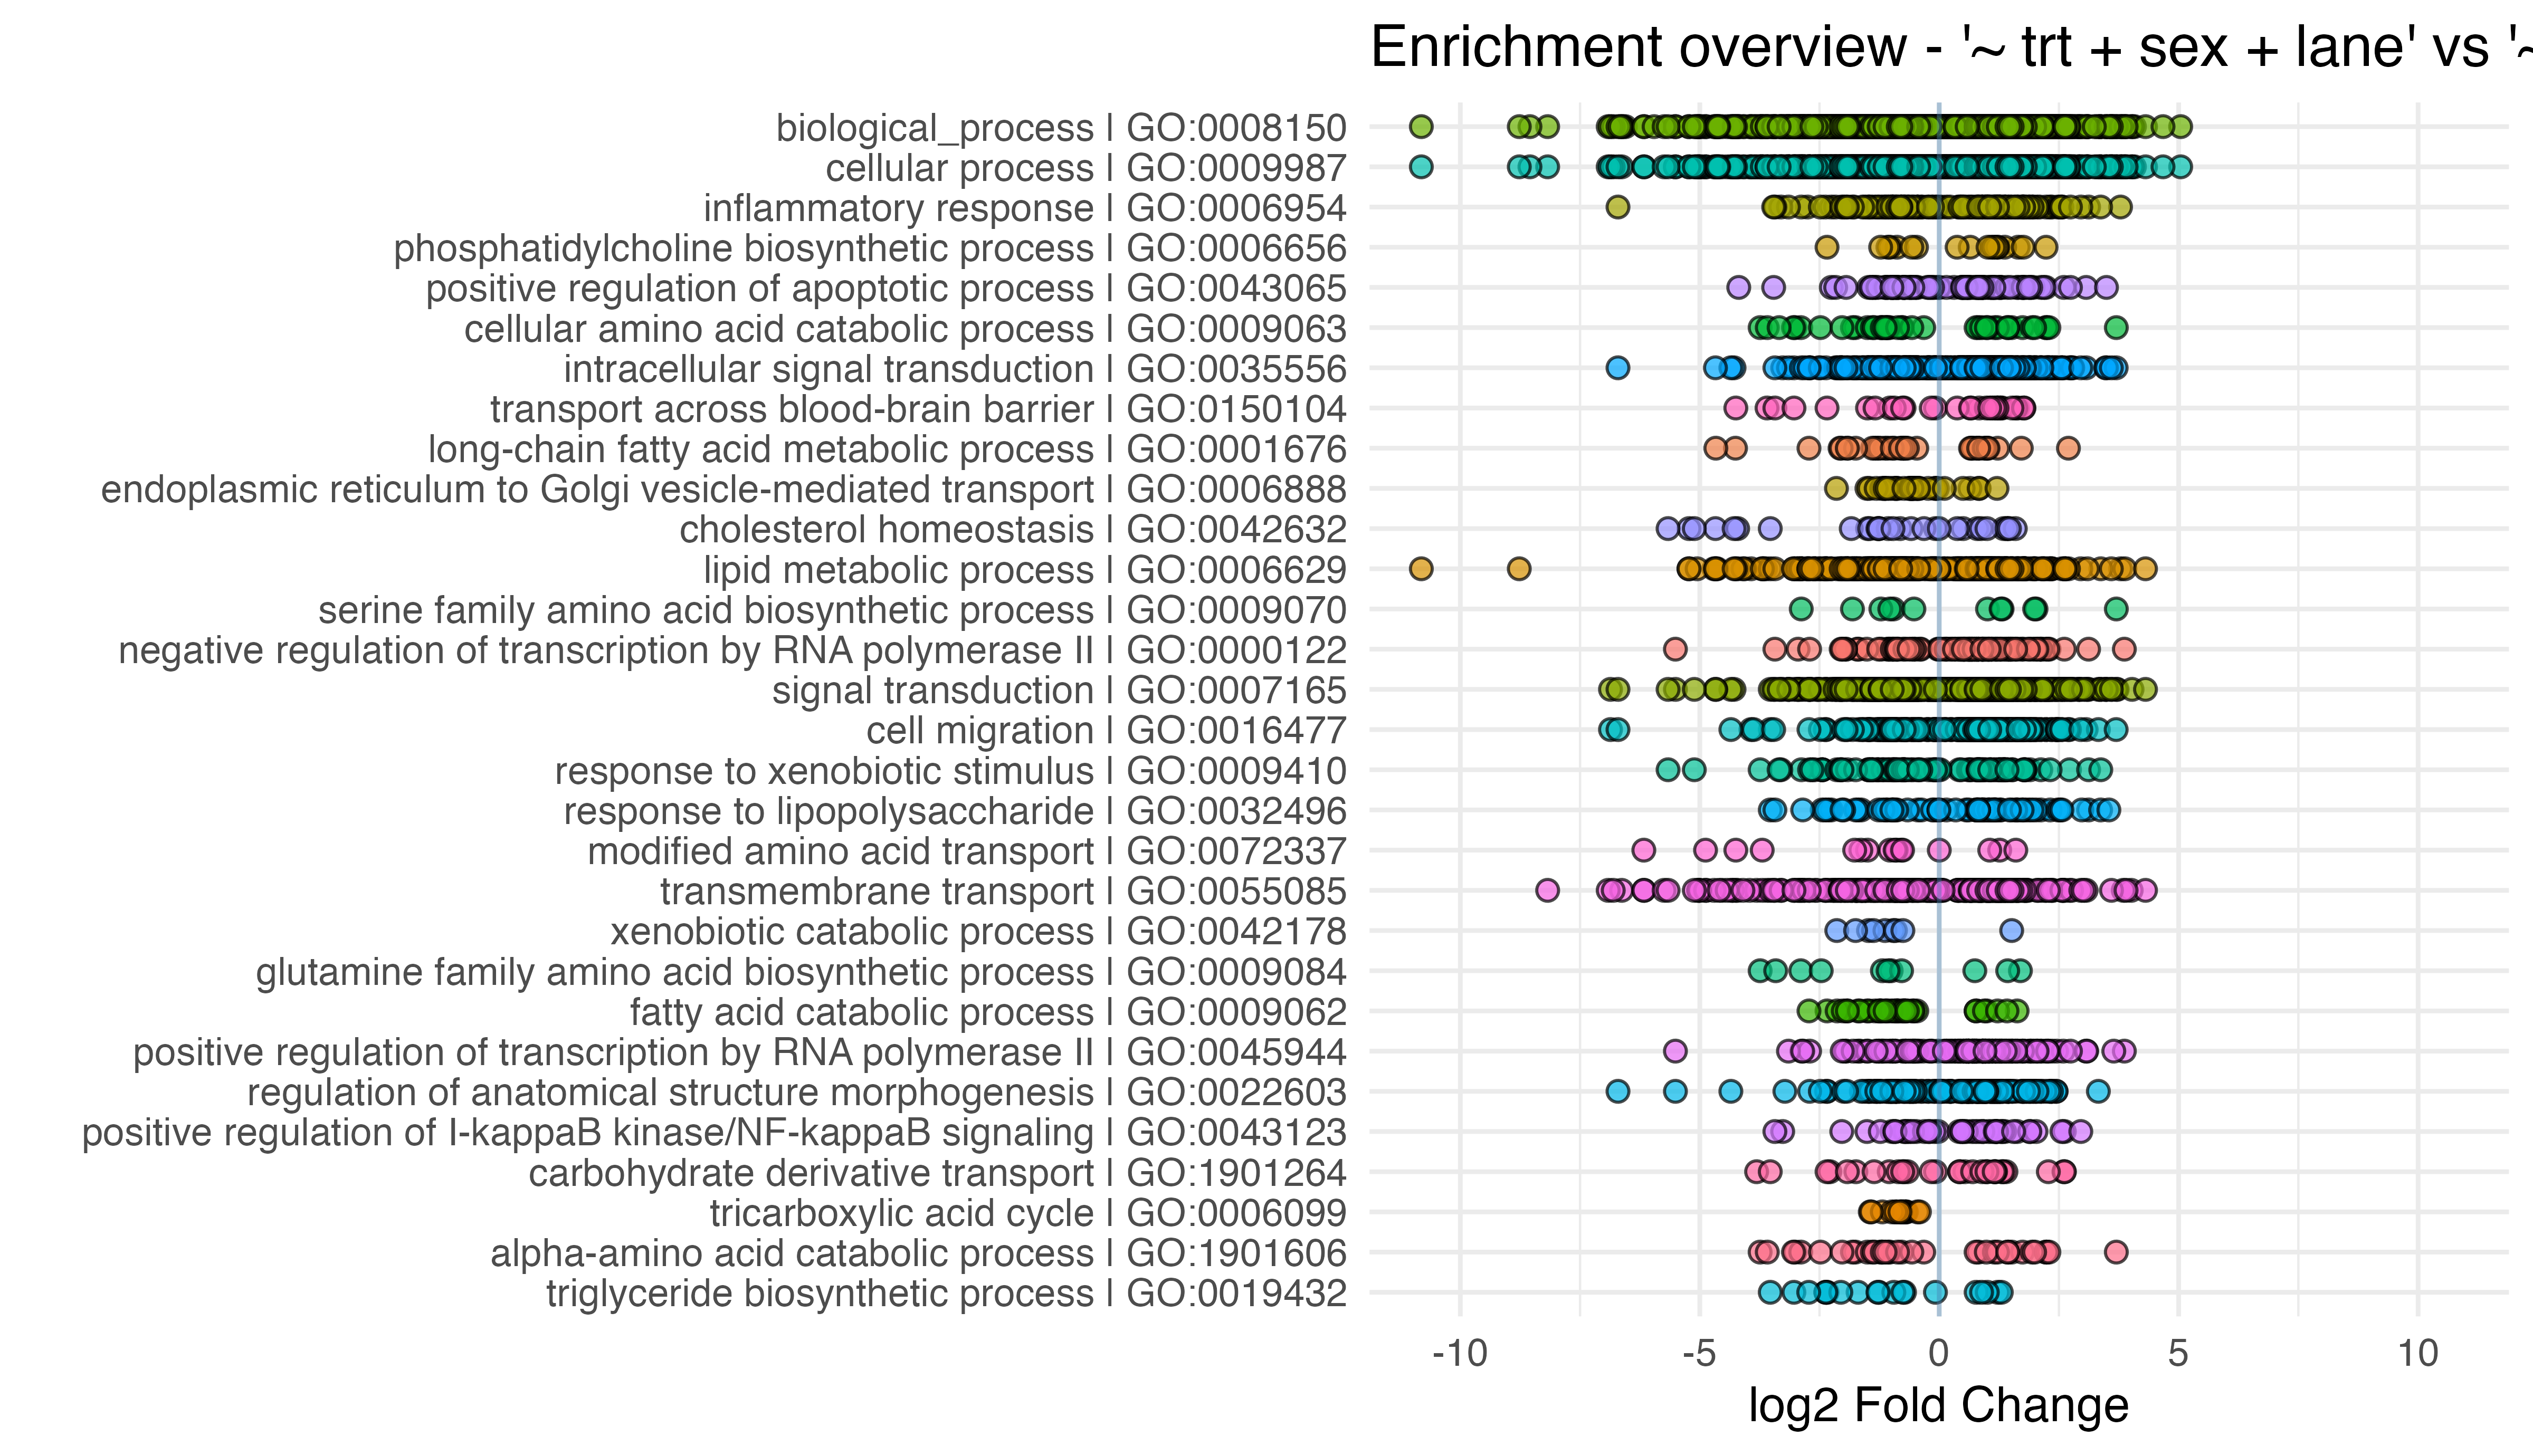 Enrichment overview - '~ trt + sex + lane' vs '~
biological_process | GO:0008150
cellular process | GO:0009987
inflammatory response | GO:0006954
phosphatidylcholine biosynthetic process | GO:0006656
positive regulation of apoptotic process | GO:0043065
cellular amino acid catabolic process | GO:0009063
intracellular signal transduction | GO:0035556
transport across blood-brain barrier | GO:0150104
long-chain fatty acid metabolic process | GO:0001676
endoplasmic reticulum to Golgi vesicle-mediated transport | GO:0006888
cholesterol homeostasis | GO:0042632
lipid metabolic process | GO:0006629
serine family amino acid biosynthetic process | GO:0009070
negative regulation of transcription by RNA polymerase II | GO:0000122
signal transduction | GO:0007165
cell migration | GO:0016477
response to xenobiotic stimulus | GO:0009410
response to lipopolysaccharide | GO:0032496
modified amino acid transport | GO:0072337
transmembrane transport | GO:0055085
xenobiotic catabolic process | GO:0042178
glutamine family amino acid biosynthetic process | GO:0009084
fatty acid catabolic process | GO:0009062
positive regulation of transcription by RNA polymerase II | GO:0045944
regulation of anatomical structure morphogenesis | GO:0022603
positive regulation of I-kappaB kinase/NF-kappaB signaling | GO:0043123
carbohydrate derivative transport | GO:1901264
tricarboxylic acid cycle | GO:0006099
alpha-amino acid catabolic process | GO:1901606
triglyceride biosynthetic process | GO:0019432
-10 -5 0 5 10
log2 Fold Change